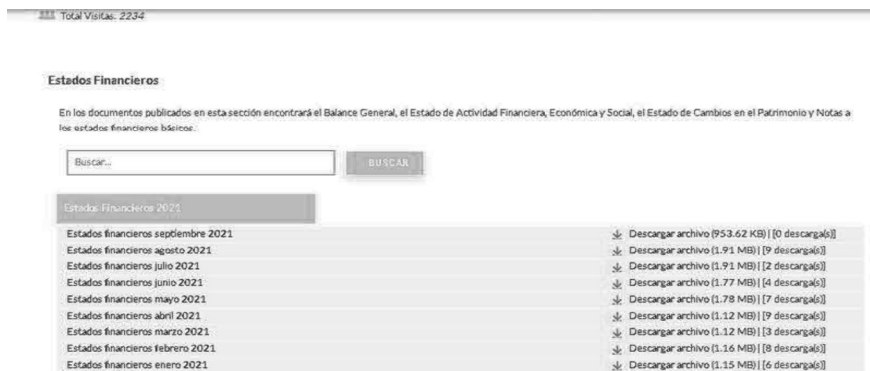 Total Visitas. 2234
Estados Financieros
En los documentos publicados en esta sección encontrará el Balance General, el Estado de Actividad Financiera, Económica y Social, el Estado de Cambios en el Patrimonio y Notas a
los estados financieros básicos.
Buscar... BUSCAR
Estados Financieros 2021
Estados financieros septiembre 2021 Descargar archivo (953.62 KB) | [0 descarga(s)]
Estados financieros agosto 2021 Descargar archivo (1.91 MB) | [9 descarga(s)]
Estados financieros julio 2021 Descargar archivo (1.91 MB) | [2 descarga(s)]
Estados financieros junio 2021 Descargar archivo (1.77 MB) | [4 descarga(s)]
Estados financieros mayo 2021 Descargar archivo (1.78 MB) | [7 descarga(s)]
Estados financieros abril 2021 Descargar archivo (1.12 MB) | [9 descarga(s)]
Estados financieros marzo 2021 Descargar archivo (1.12 MB) | [3 descarga(s)]
Estados financieros febrero 2021 Descargar archivo (1.16 MB) | [8 descarga(s)]
Estados financieros enero 2021 Descargar archivo (1.15 MB) | [6 descarga(s)]